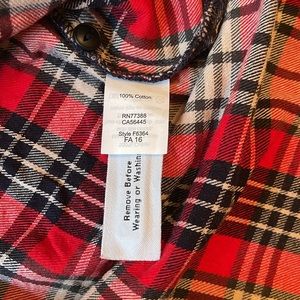 100% Cotton
RN77388
CA56445
Style F6364
FA 16
Remove Before
Wearing or Washing